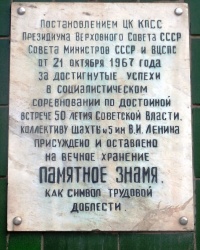 Постановлением ЦК КПСС
Президиума Верховного Совета СССР
Совета Министров СССР и ВЦСПС
от 21 октября 1967 года
за достигнутые успехи
в социалистическом
соревновании по достойной
встрече 50 летия Советской Власти.
коллективу шахты №5 им В.И. Ленина
присуждено и оставлено
на вечное хранение
Памятное знамя.
как символ трудовой
доблести.